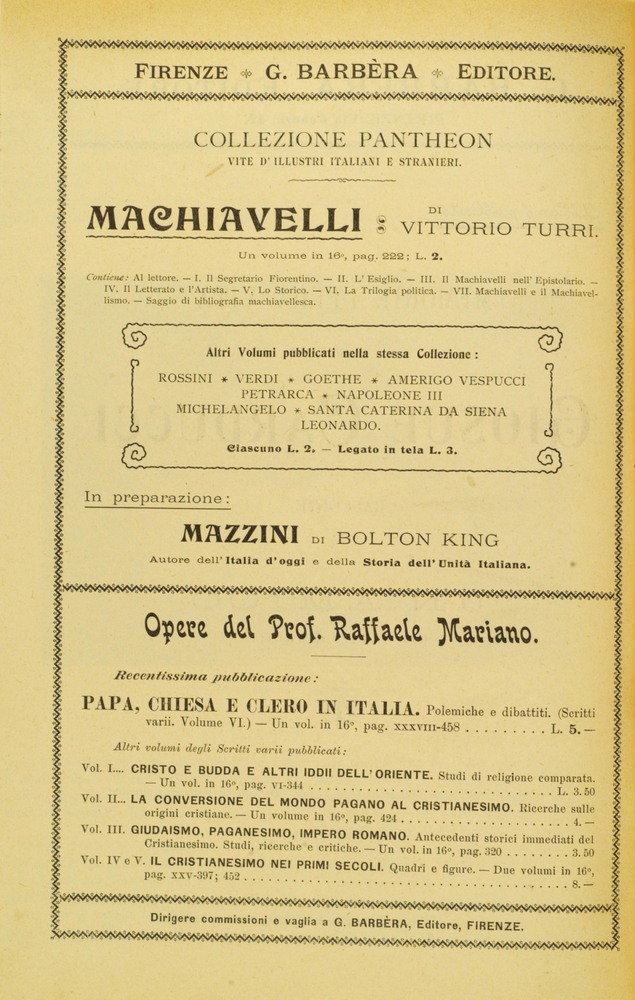 FIRENZE G. BARBÈRA EDITORE.
COLLEZIONE PANTHEON
VITE D'ILLUSTRI ITALIANI E STRANIERI.
MACHIAVELLI : DI VITTORIO TURRI.
Un volume in 16º, pag. 222; L. 2.
Contiene: Al lettore. — I. Il Segretario Fiorentino. — II. L'Esiglio. — III. Il Machiavelli nell'Epistolario. —
IV. Il Letterato e l'Artista. — V. Lo Storico. — VI. La Trilogia politica. — VII. Machiavelli e il Machiavel-
lismo. — Saggio di bibliografia machiavellesca.
Altri Volumi pubblicati nella stessa Collezione:
ROSSINI * VERDI * GOETHE * AMERIGO VESPUCCI
PETRARCA * NAPOLEONE III
MICHELANGELO * SANTA CATERINA DA SIENA
LEONARDO.
Ciascuno L. 2. — Legato in tela L. 3.
In preparazione:
MAZZINI DI BOLTON KING
Autore dell'Italia d'oggi e della Storia dell'Unità Italiana.
Opere del Prof. Raffaele Mariano.
Recentissima pubblicazione:
PAPA, CHIESA E CLERO IN ITALIA. Polemiche e dibattiti. (Scritti
varii. Volume VI.) — Un vol. in 16º, pag. XXXVIII-458 . . . . . . . . . L. 5. —
Altri volumi degli Scritti varii pubblicati:
Vol. I.... CRISTO E BUDDA E ALTRI IDDII DELL'ORIENTE. Studi di religione comparata.
— Un vol. in 16º, pag. VI-344 . . . . . . . . . . . . . . . . . . . . L. 3.50
Vol. II... LA CONVERSIONE DEL MONDO PAGANO AL CRISTIANESIMO. Ricerche sulle
origini cristiane. — Un volume in 16º, pag. 424 . . . . . . . . . . . . . 4. —
Vol. III. GIUDAISMO, PAGANESIMO, IMPERO ROMANO. Antecedenti storici immediati del
Cristianesimo. Studi, ricerche e critiche. — Un vol. in 16º, pag. 320 . . . . . . . . 3.50
Vol. IV e V. IL CRISTIANESIMO NEI PRIMI SECOLI. Quadri e figure. — Due volumi in 16º,
pag. XXV-397; 452 . . . . . . . . . . . . . . . . . . . . . . . . 8. —
Dirigere commissioni e vaglia a G. BARBÈRA, Editore, FIRENZE.